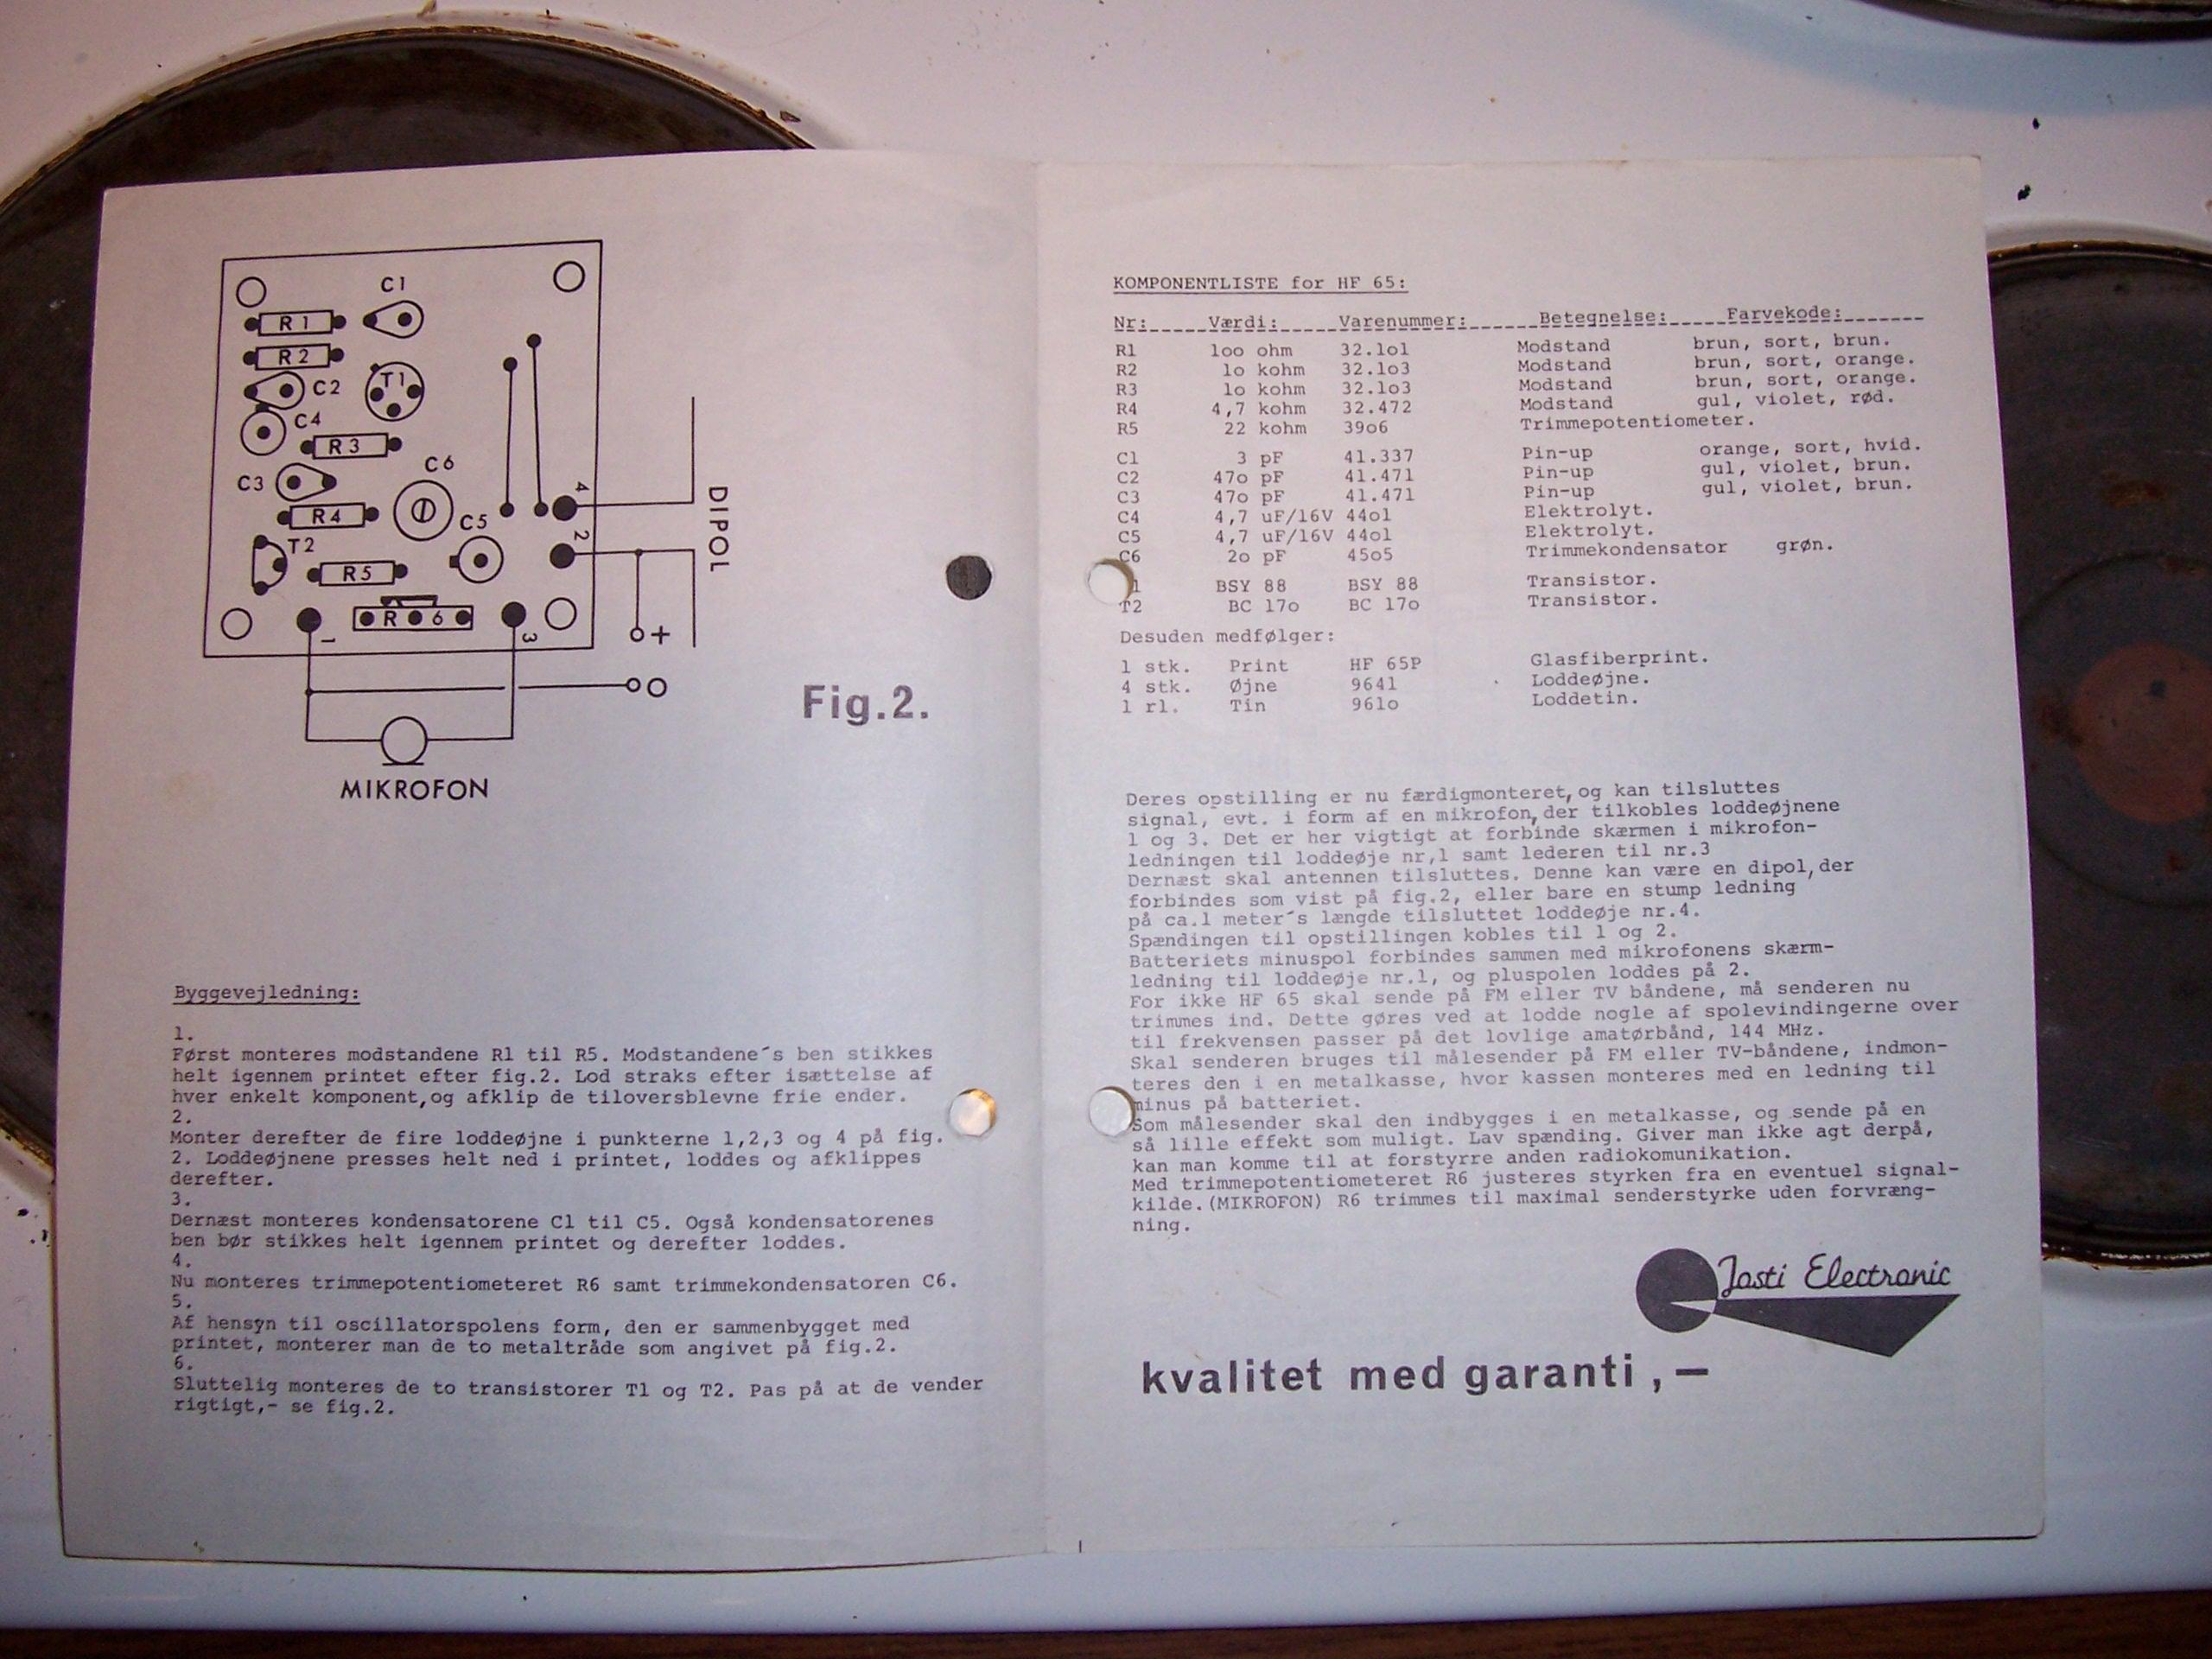 C1
R1
R2
T1
C2
C4
R3
C6
C3
4
R4
C5
2
T2
R5
DIPOL
R 6
1
3
+
O
MIKROFON
Fig.2.
Byggevejledning:
1.
Først monteres modstandene R1 til R5. Modstandene´s ben stikkes
helt igennem printet efter fig.2. Lod straks efter isættelse af
hver enkelt komponent,og afklip de tiloversblevne frie ender.
2.
Monter derefter de fire loddeøjne i punkterne 1,2,3 og 4 på fig.
2. Loddeøjnene presses helt ned i printet, loddes og afklippes
derefter.
3.
Dernæst monteres kondensatorene C1 til C5. Også kondensatorenes
ben bør stikkes helt igennem printet og derefter loddes.
4.
Nu monteres trimmepotentiometeret R6 samt trimmekondensatoren C6.
5.
Af hensyn til oscillatorspolens form, den er sammenbygget med
printet, monterer man de to metaltråde som angivet på fig.2.
6.
Sluttelig monteres de to transistorer T1 og T2. Pas på at de vender
rigtigt,- se fig.2.
KOMPONENTLISTE for HF 65:
Nr: Værdi: Varenummer: Betegnelse: Farvekode:
R1 1oo ohm 32.1o1 Modstand brun, sort, brun.
R2 1o kohm 32.1o3 Modstand brun, sort, orange.
R3 1o kohm 32.1o3 Modstand brun, sort, orange.
R4 4,7 kohm 32.472 Modstand gul, violet, rød.
R5 22 kohm 39o6 Trimmepotentiometer.
C1 3 pF 41.337 Pin-up orange, sort, hvid.
C2 47o pF 41.471 Pin-up gul, violet, brun.
C3 47o pF 41.471 Pin-up gul, violet, brun.
C4 4,7 uF/16V 44o1 Elektrolyt.
C5 4,7 uF/16V 44o1 Elektrolyt.
C6 2o pF 45o5 Trimmekondensator grøn.
1 BSY 88 BSY 88 Transistor.
T2 BC 17o BC 17o Transistor.
Desuden medfølger:
1 stk. Print HF 65P Glasfiberprint.
4 stk. Øjne 9641 Loddeøjne.
1 rl. Tin 961o Loddetin.
Deres opstilling er nu færdigmonteret,og kan tilsluttes
signal, evt. i form af en mikrofon,der tilkobles loddeøjnene
1 og 3. Det er her vigtigt at forbinde skærmen i mikrofon-
ledningen til loddeøje nr,1 samt lederen til nr.3
Dernæst skal antennen tilsluttes. Denne kan være en dipol,der
forbindes som vist på fig.2, eller bare en stump ledning
på ca.1 meter´s længde tilsluttet loddeøje nr.4.
Spændingen til opstillingen kobles til 1 og 2.
Batteriets minuspol forbindes sammen med mikrofonens skærm-
ledning til loddeøje nr.1, og pluspolen loddes på 2.
For ikke HF 65 skal sende på FM eller TV båndene, må senderen nu
trimmes ind. Dette gøres ved at lodde nogle af spolevindingerne over
til frekvensen passer på det lovlige amatørbånd, 144 MHz.
Skal senderen bruges til målesender på FM eller TV-båndene, indmon-
teres den i en metalkasse, hvor kassen monteres med en ledning til
minus på batteriet.
Som målesender skal den indbygges i en metalkasse, og sende på en
så lille effekt som muligt. Lav spænding. Giver man ikke agt derpå,
kan man komme til at forstyrre anden radiokomunikation.
Med trimmepotentiometeret R6 justeres styrken fra en eventuel signal-
kilde.(MIKROFON) R6 trimmes til maximal senderstyrke uden forvræng-
ning.
Josti Electronic
kvalitet med garanti,—